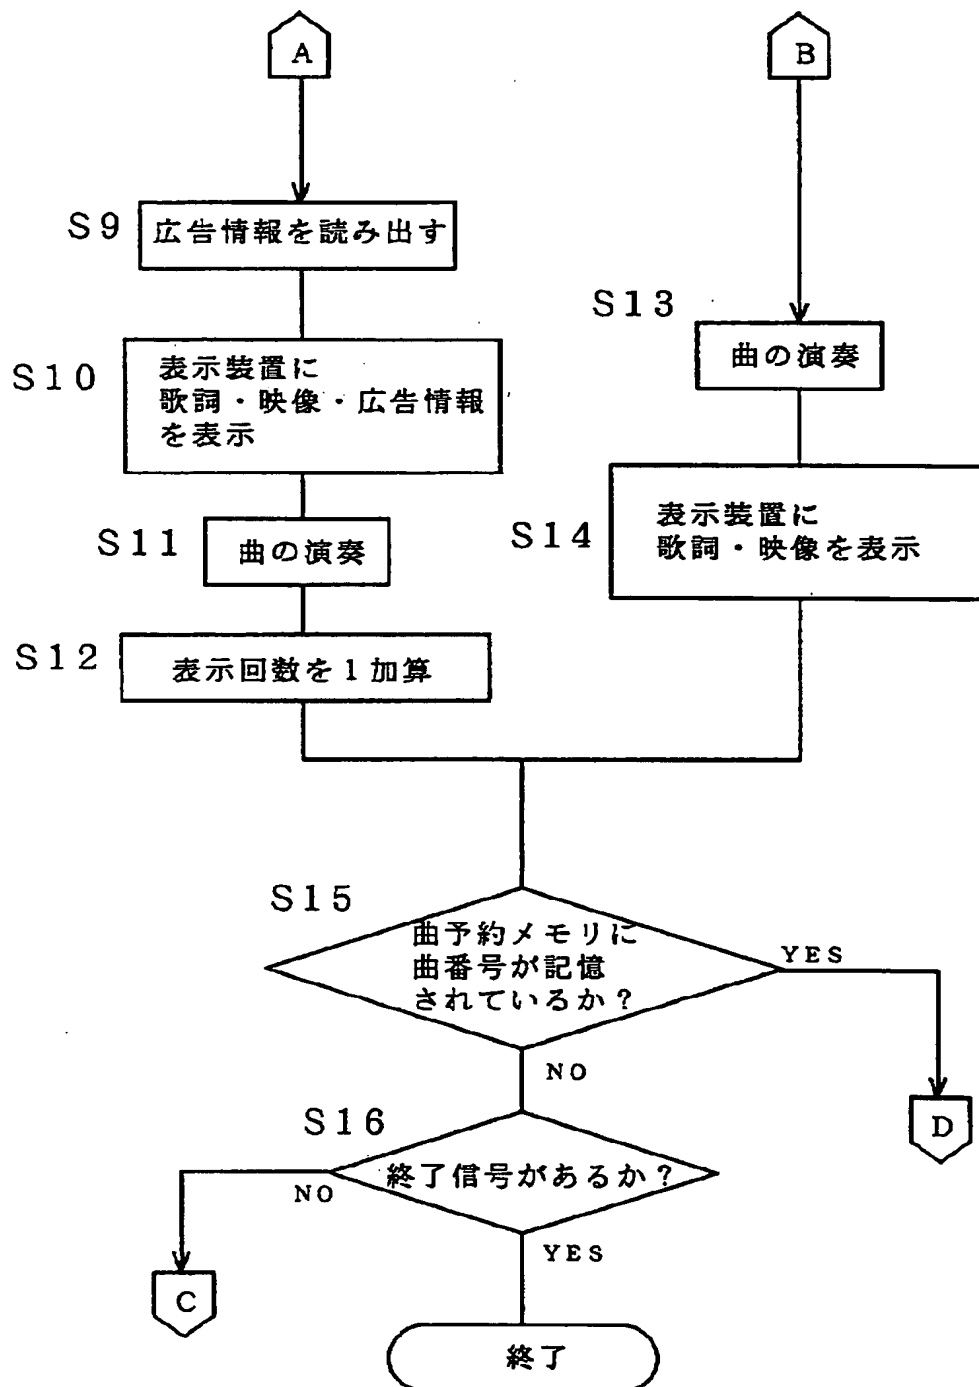 A
B
S9
広告情報を読み出す
S10
表示装置に
歌詞・映像・広告情報
を表示
S11
曲の演奏
S12
表示回数を1加算
S13
曲の演奏
S14
表示装置に
歌詞・映像を表示
S15
曲予約メモリに
曲番号が記憶
されているか?
YES
NO
D
S16
終了信号があるか?
NO
YES
C
終了